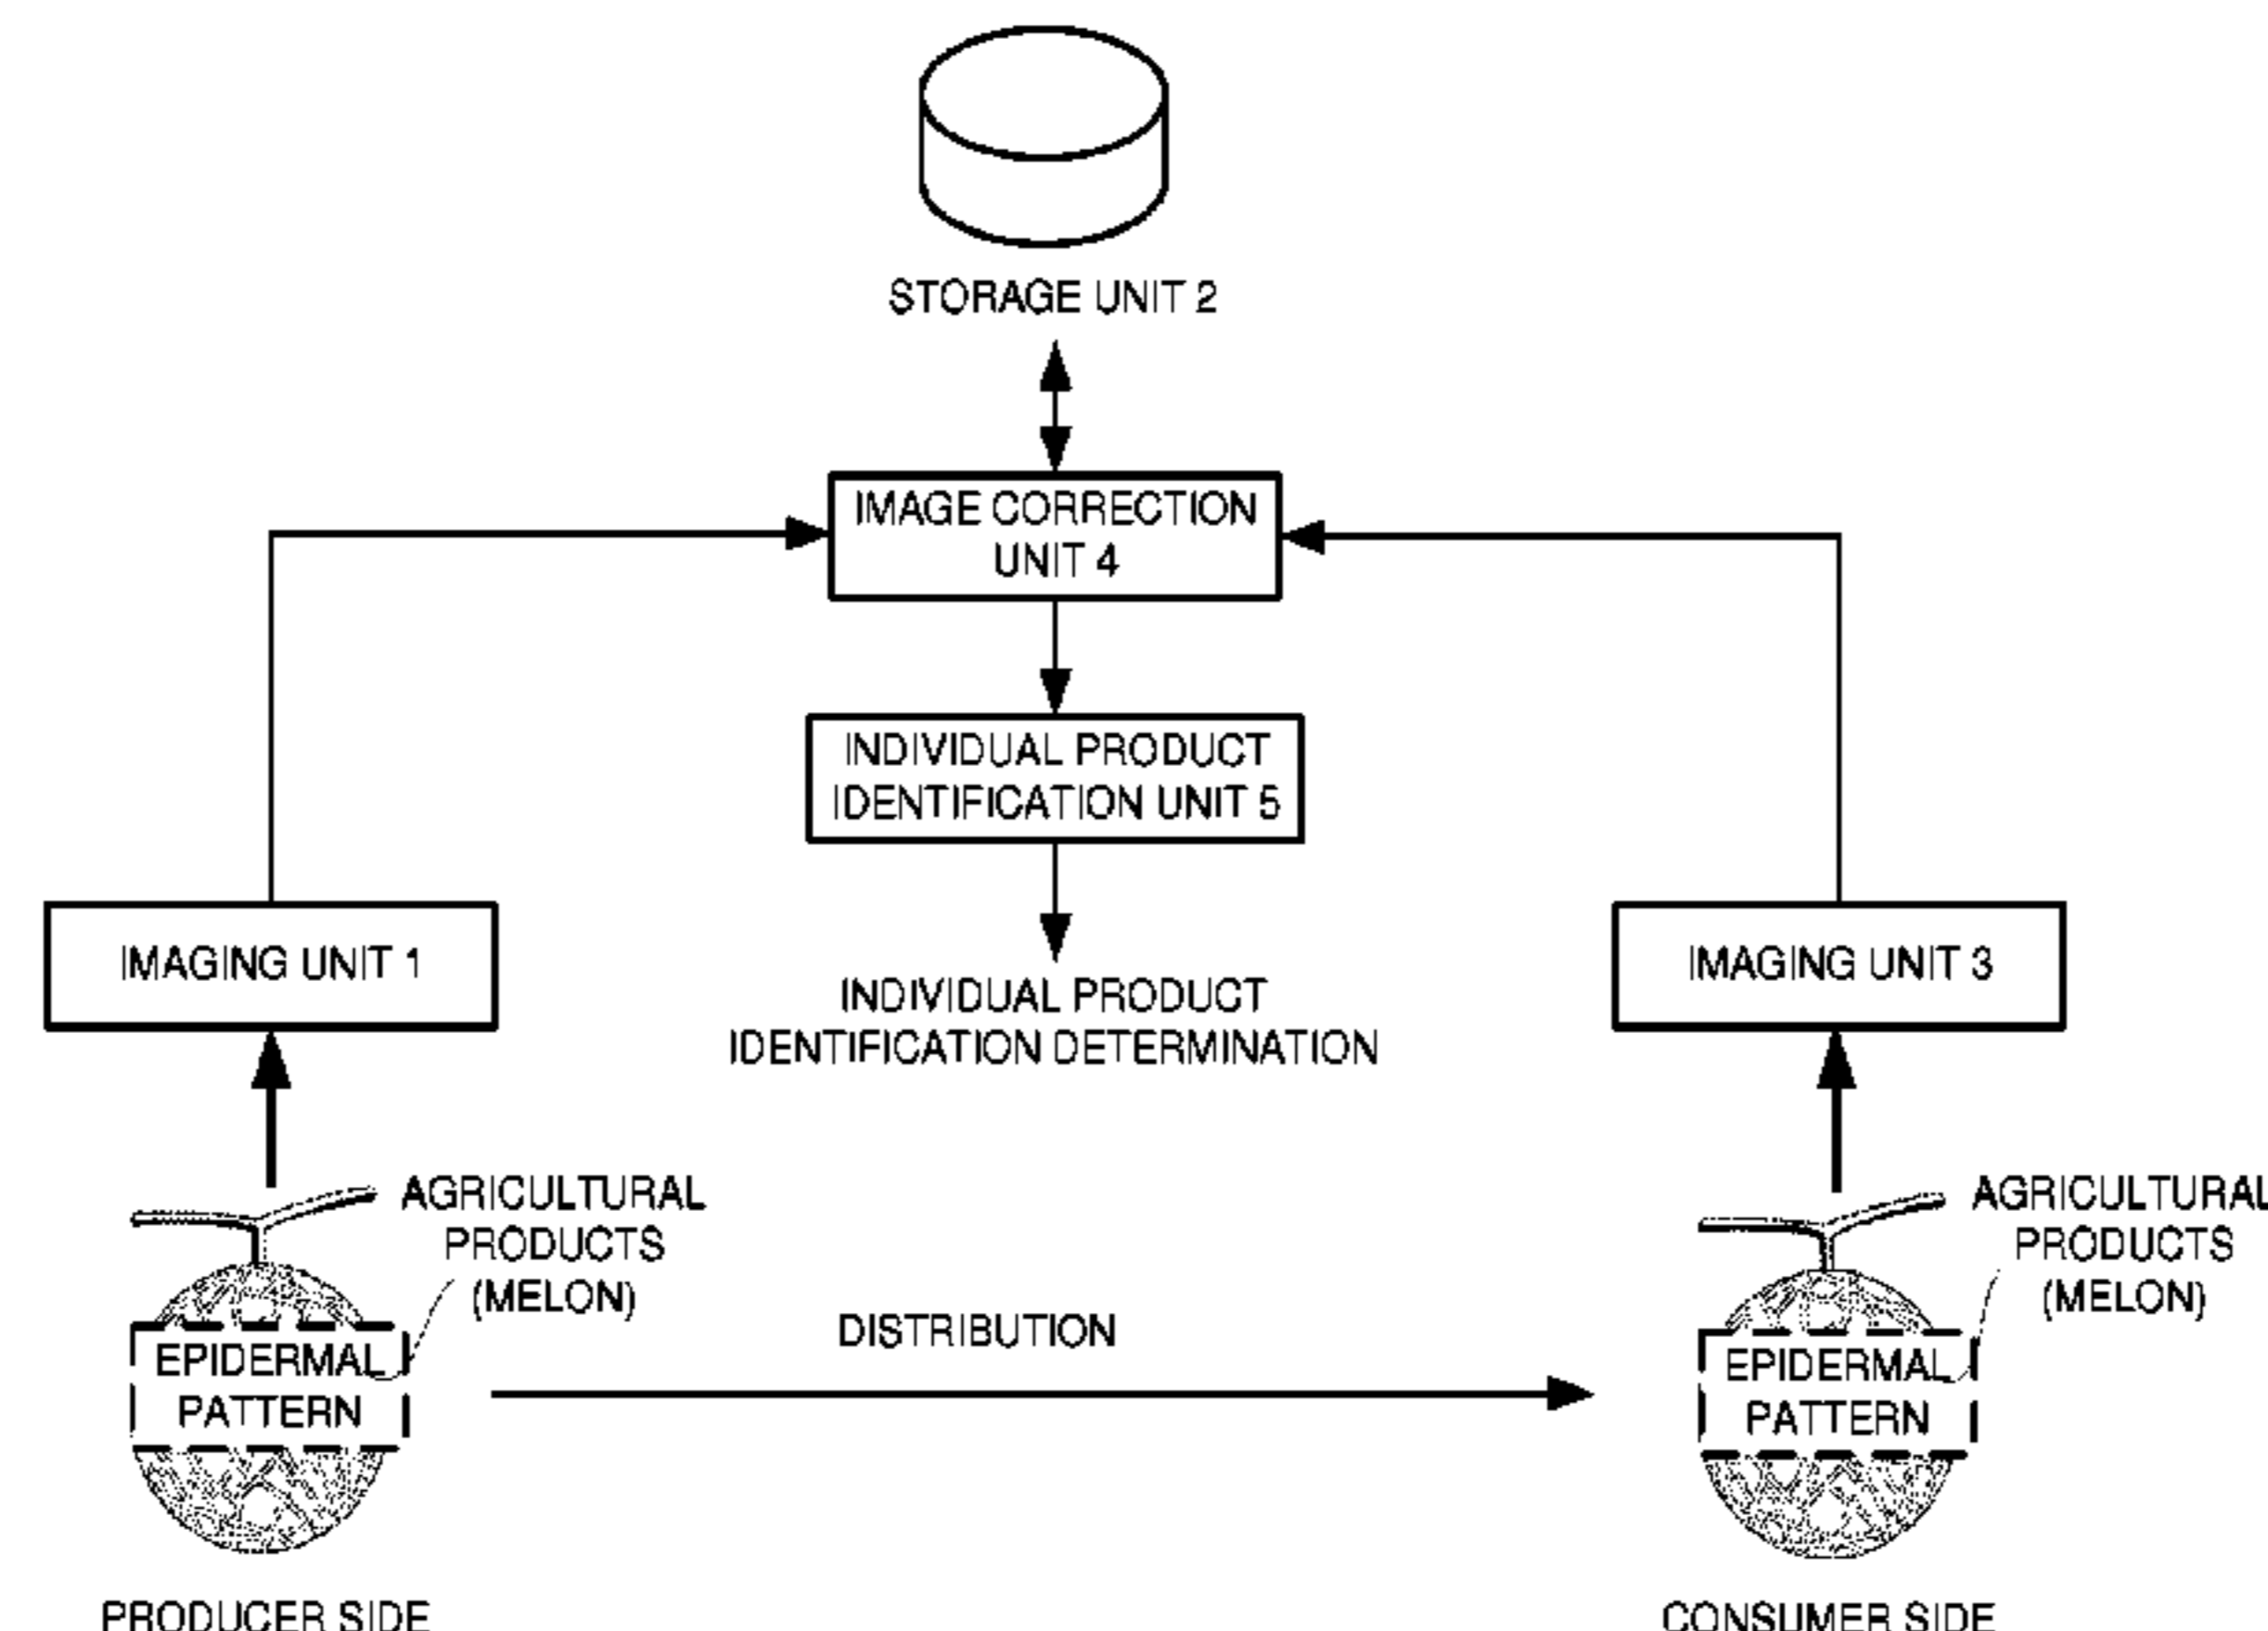 STORAGE UNIT 2
IMAGE CORRECTION
UNIT 4
INDIVIDUAL PRODUCT
IDENTIFICATION UNIT 5
IMAGING UNIT 1
IMAGING UNIT 3
INDIVIDUAL PRODUCT
IDENTIFICATION DETERMINATION
AGRICULTURAL
PRODUCTS
(MELON)
AGRICULTURAL
PRODUCTS
(MELON)
DISTRIBUTION
EPIDERMAL
PATTERN
EPIDERMAL
PATTERN
PRODUCER SIDE
CONSUMER SIDE